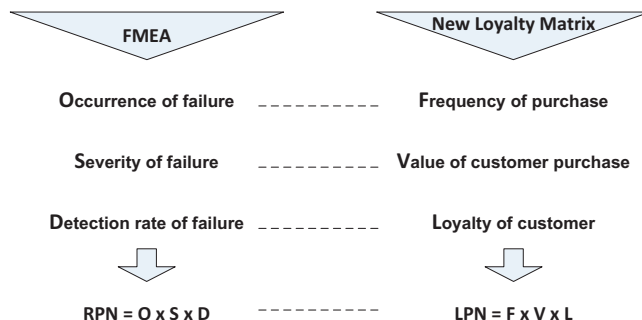 FMEA
New Loyalty Matrix
Occurrence of failure
Frequency of purchase
Severity of failure
Value of customer purchase
Detection rate of failure
Loyalty of customer
RPN = O x S x D
LPN = F x V x L